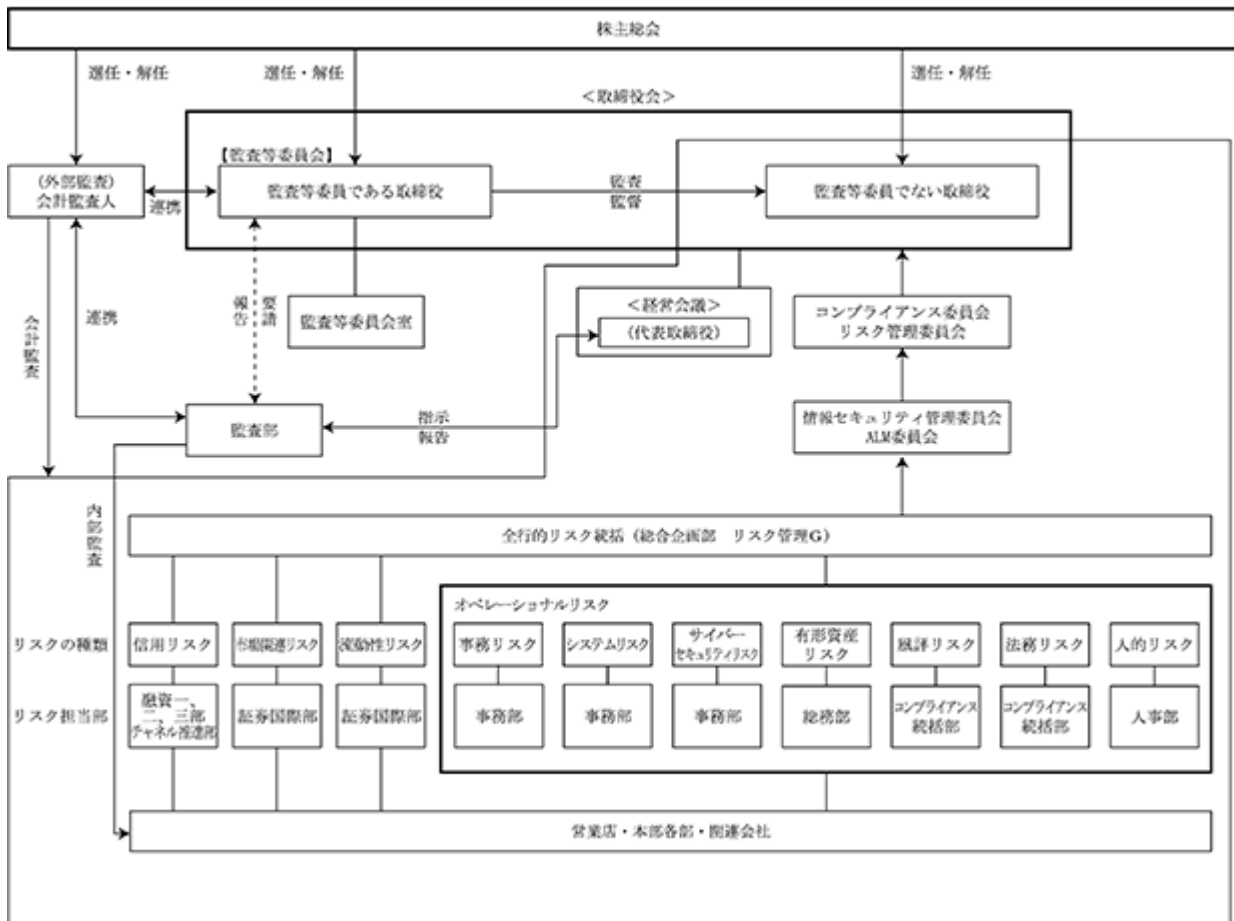 株主総会
選任・解任
選任・解任
選任・解任
＜取締役会＞
【監査等委員会】
(外部監査)
会計監査人
連携
監査等委員である取締役
監査
監督
監査等委員でない取締役
会計監査
連携
報告
要請
監査等委員会室
＜経営会議＞
(代表取締役)
コンプライアンス委員会
リスク管理委員会
監査部
指示
報告
情報セキュリティ管理委員会
ALM委員会
内部監査
全行的リスク統括（総合企画部　リスク管理G）
オペレーショナルリスク
リスクの種類
信用リスク
市場関連リスク
流動性リスク
事務リスク
システムリスク
サイバー
セキュリティリスク
有形資産
リスク
風評リスク
法務リスク
人的リスク
リスク担当部
融資一、
二、三部
チャネル推進部
証券国際部
証券国際部
事務部
事務部
事務部
総務部
コンプライアンス
統括部
コンプライアンス
統括部
人事部
営業店・本部各部・関連会社